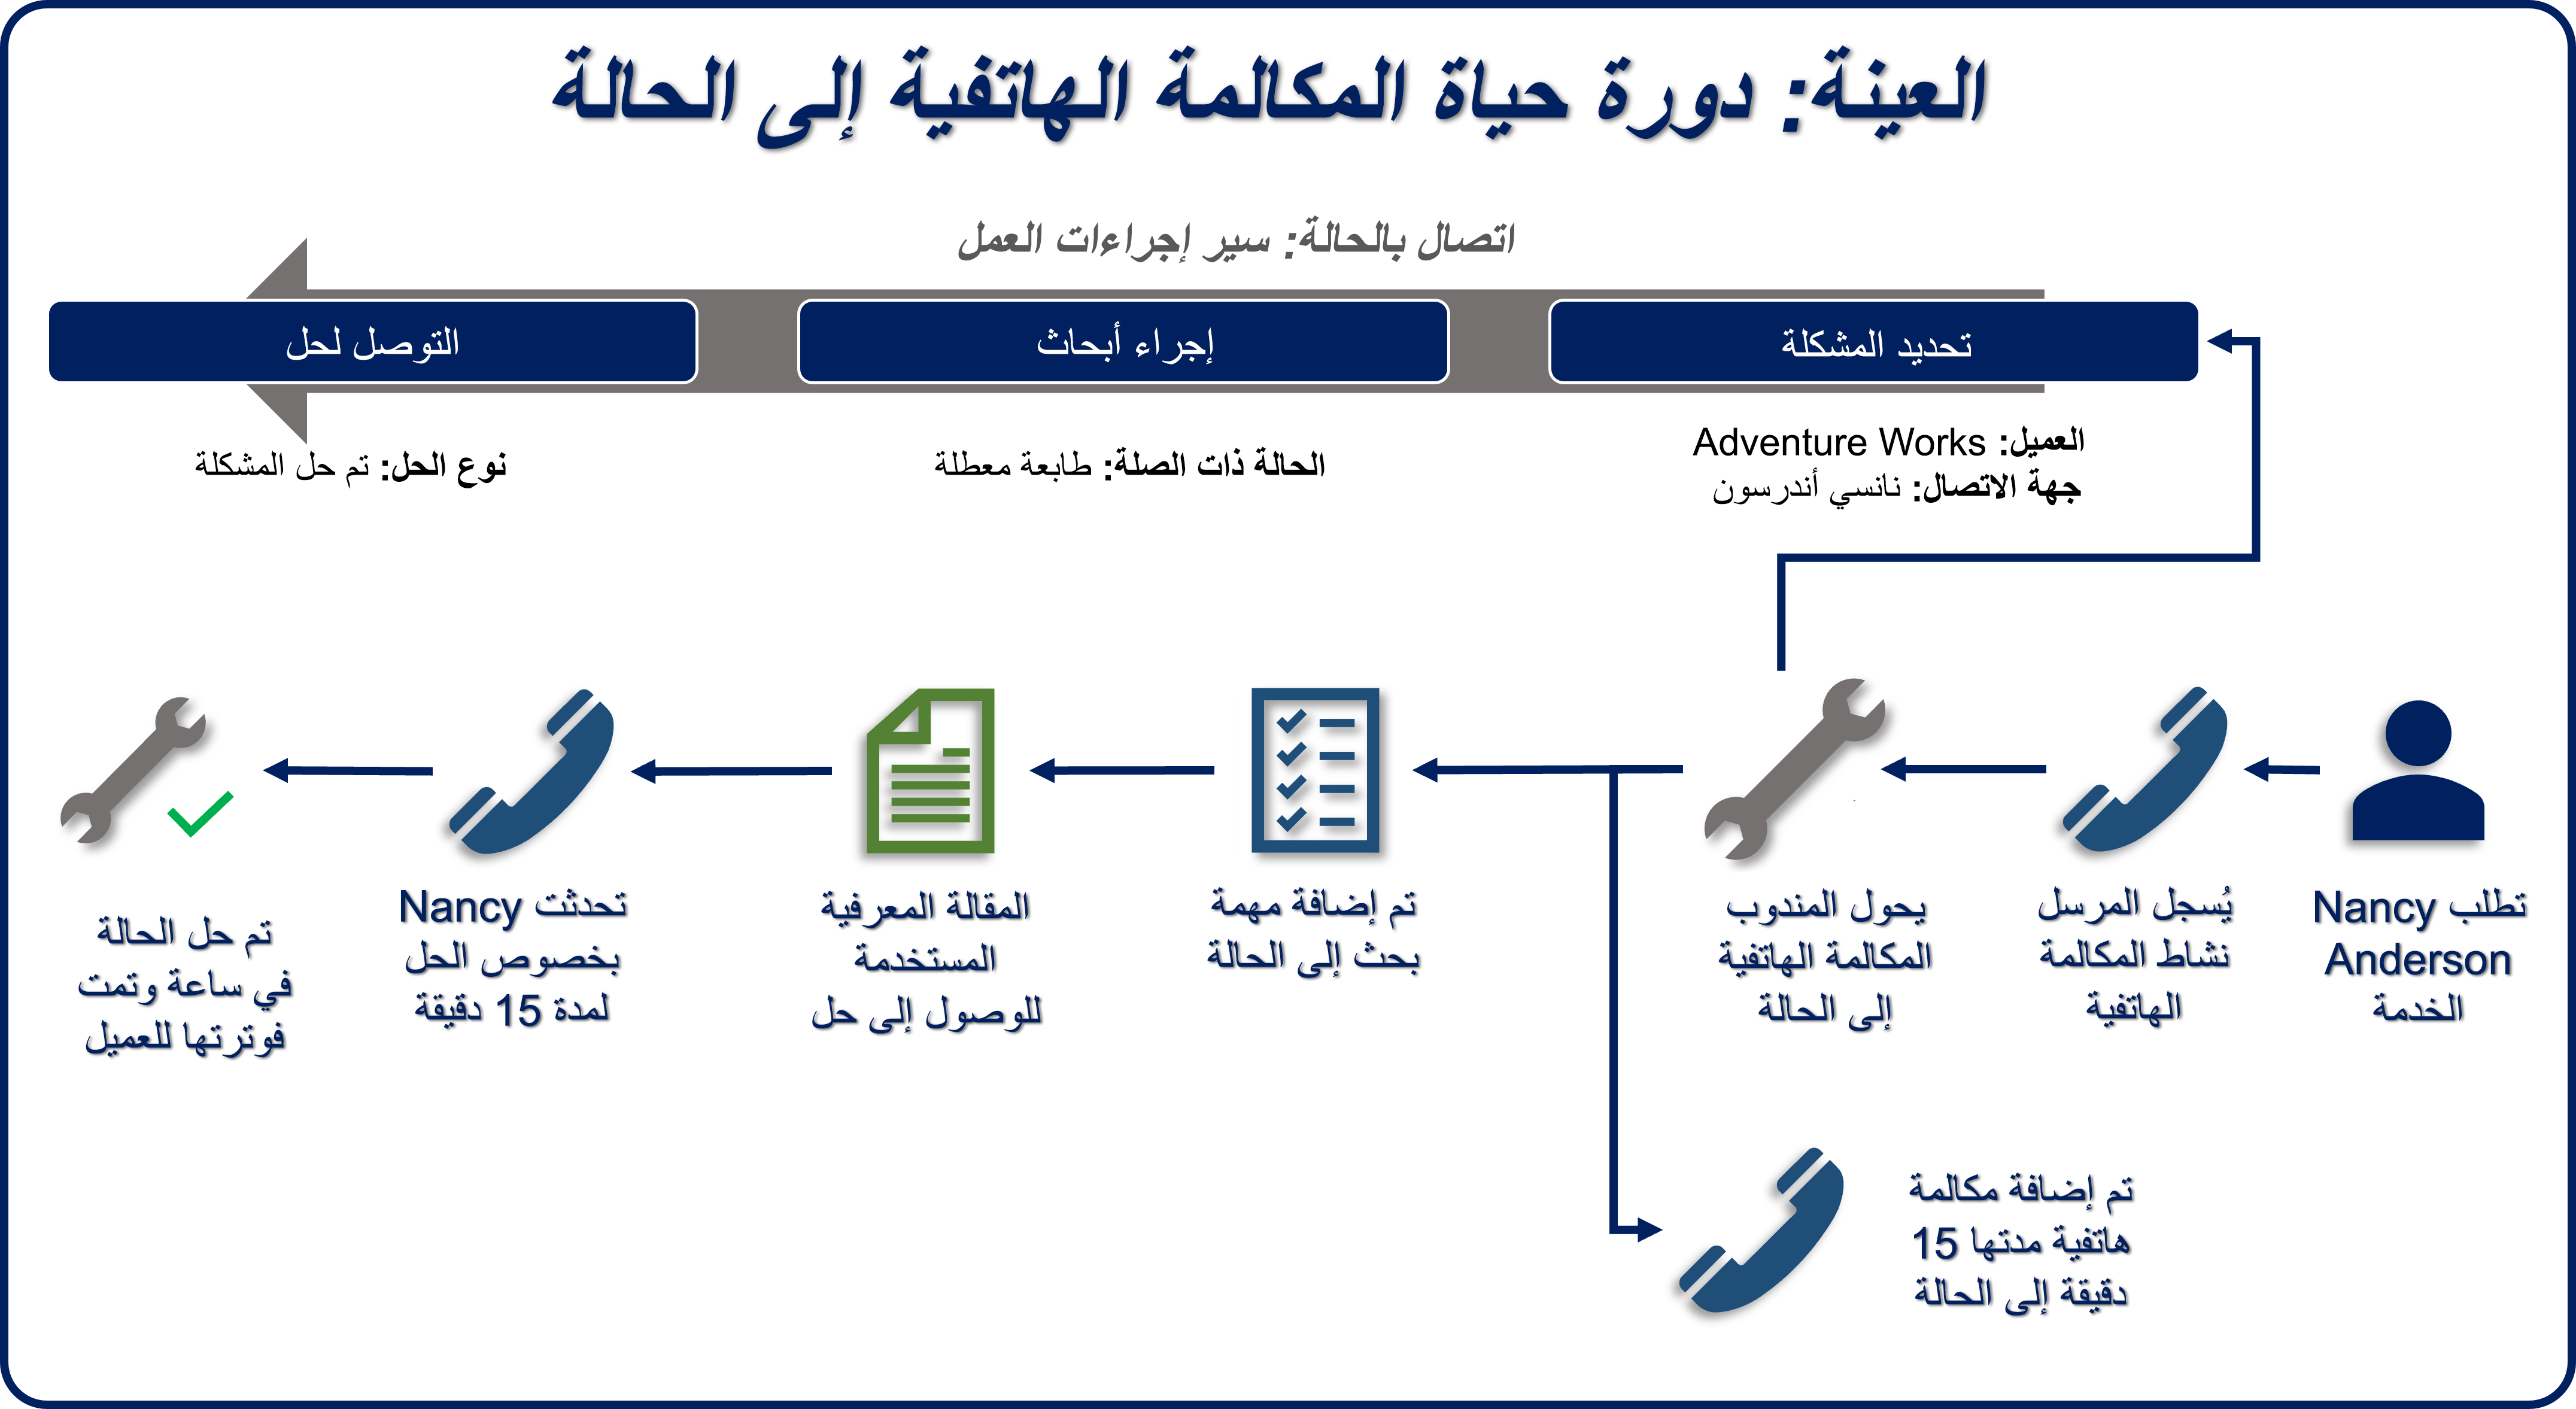 العينة: دورة حياة المكالمة الهاتفية إلى الحالة
اتصال بالحالة: سير إجراءات العمل
تحديد المشكلة
إجراء أبحاث
التوصل لحل
العميل: Adventure Works
جهة الاتصال: نانسي أندرسون
الحالة ذات الصلة: طابعة معطلة
نوع الحل: تم حل المشكلة
تطلب Nancy
Anderson
الخدمة
يُسجل المرسل
نشاط المكالمة
الهاتفية
يحول المندوب
المكالمة الهاتفية
إلى الحالة
تم إضافة مهمة
بحث إلى الحالة
المقالة المعرفية
المستخدمة
للوصول إلى حل
تحدثت Nancy
بخصوص الحل
لمدة 15 دقيقة
تم حل الحالة
في ساعة وتمت
فوترتها للعميل
تم إضافة مكالمة
هاتفية مدتها 15
دقيقة إلى الحالة